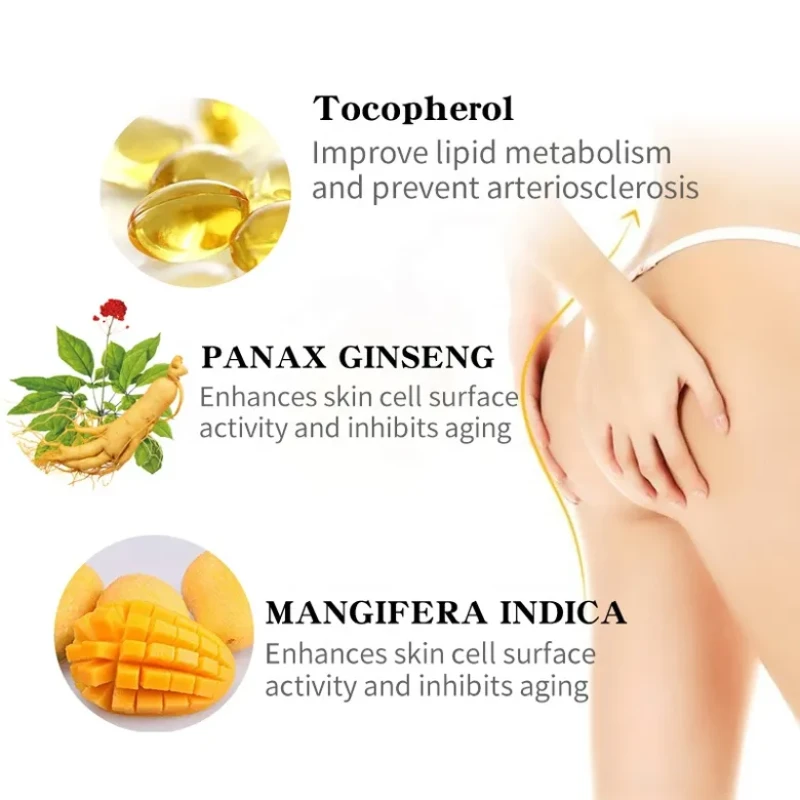 Tocopherol
Improve lipid metabolism
and prevent arteriosclerosis
PANAX GINSENG
Enhances skin cell surface
activity and inhibits aging
MANGIFERA INDICA
Enhances skin cell surface
activity and inhibits aging